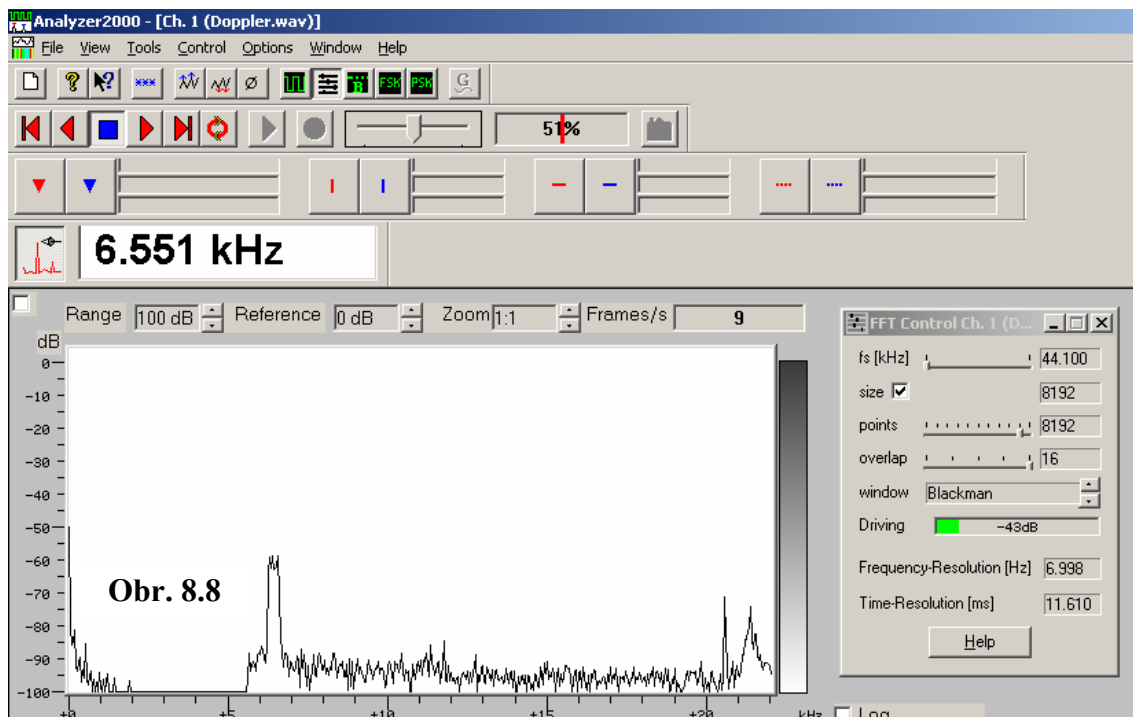 Analyzer2000 - [Ch. 1 (Doppler.wav)]
File View Tools Control Options Window Help
B FSK PSK G
51%
6.551 kHz
Range 100 dB Reference 0 dB Zoom 1:1 Frames/s 9
FFT Control Ch. 1 (D...
dB
fs [kHz] 44.100
0
size 8192
-10
points 8192
-20
overlap 16
-30
window Blackman
-40
Driving -43dB
-50
Frequency-Resolution [Hz] 6.998
-60
Time-Resolution [ms] 11.610
-70
Obr. 8.8
Help
-80
-90
-100
+0 +5 +10 +15 +20 kHz Log